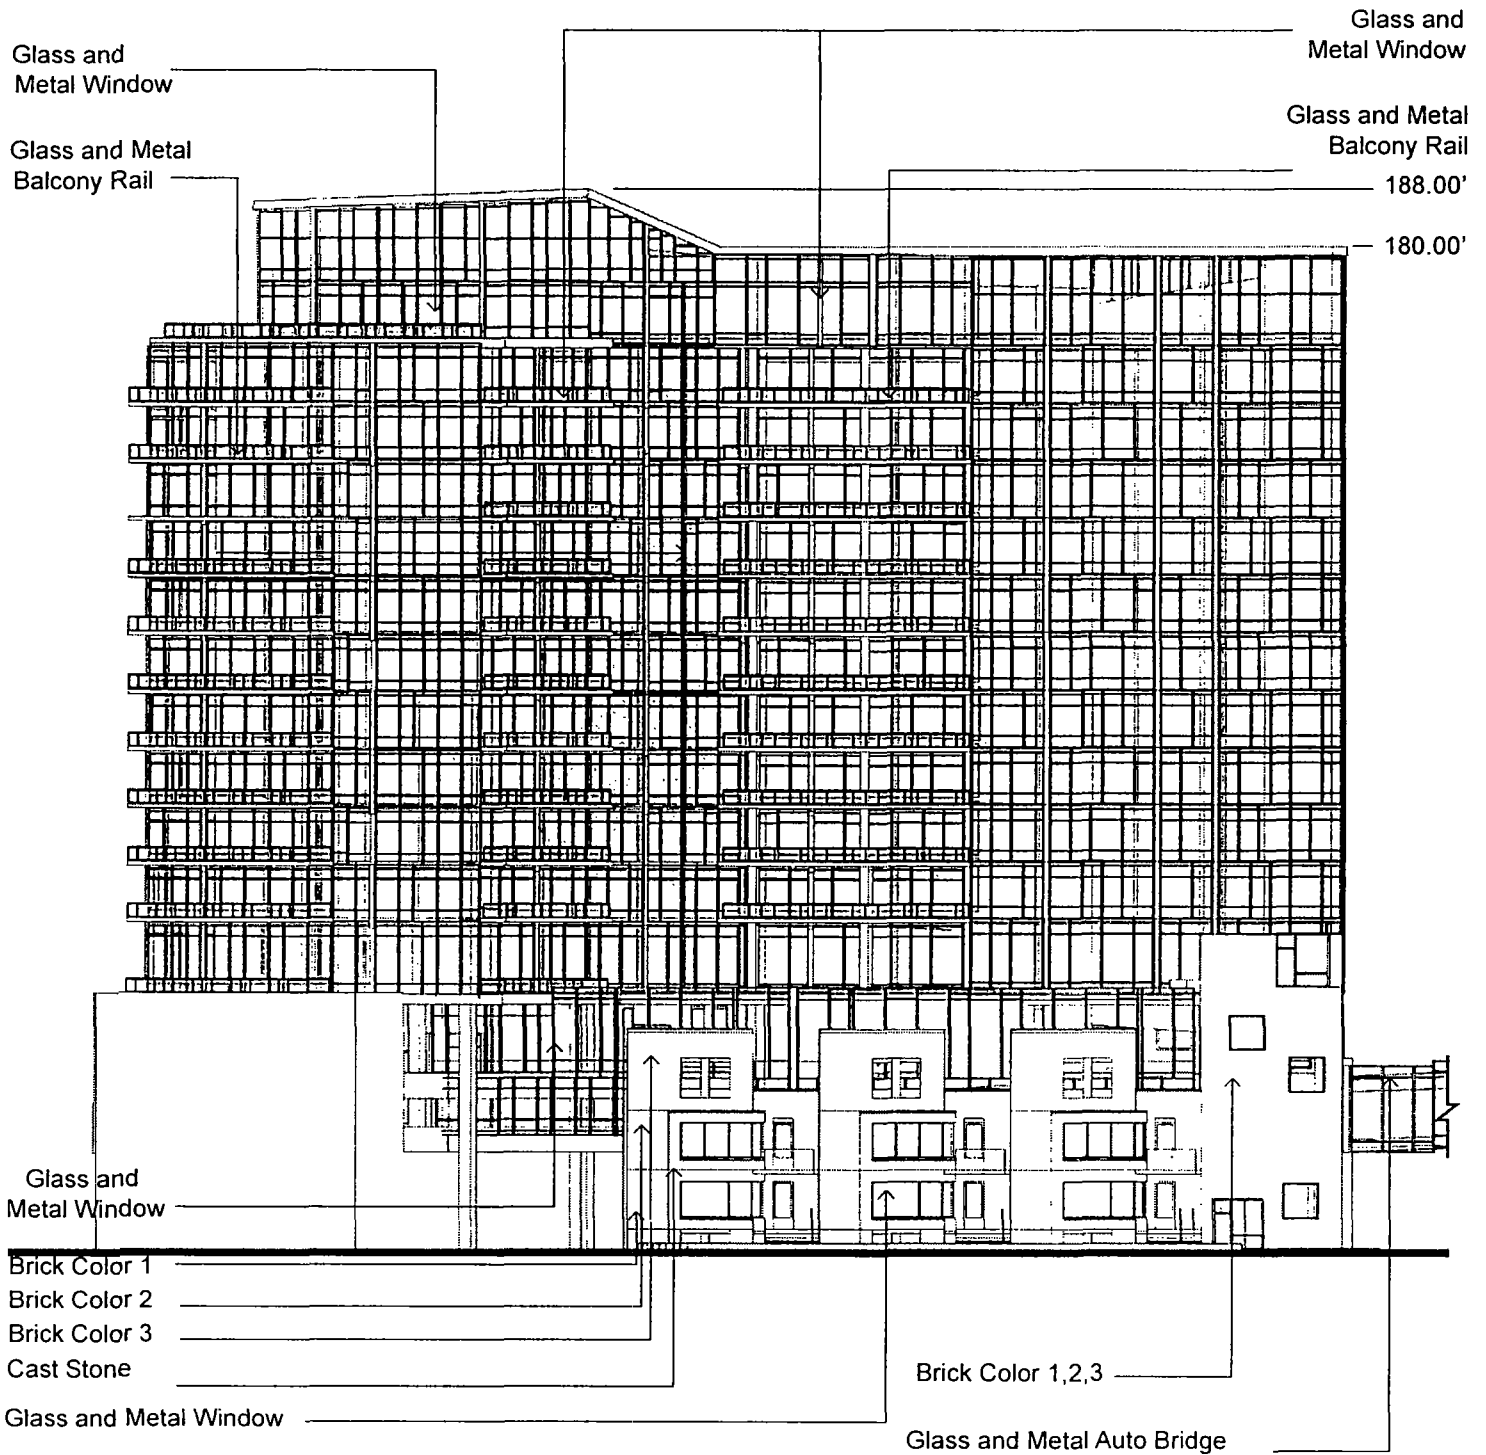 Glass and
Metal Window
Glass and
Metal Window
Glass and Metal
Balcony Rail
Glass and Metal
Balcony Rail
188.00'
180.00'
Glass and
Metal Window
Brick Color 1
Brick Color 2
Brick Color 3
Cast Stone
Glass and Metal Window
Brick Color 1,2,3
Glass and Metal Auto Bridge